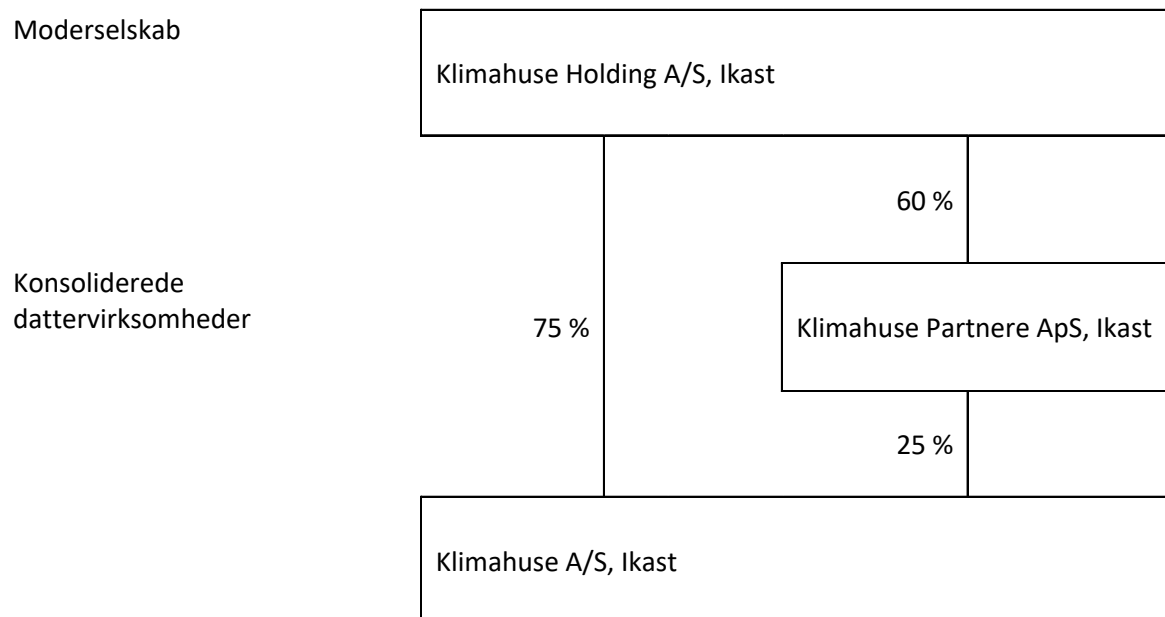 Moderselskab
Klimahuse Holding A/S, Ikast
60 %
Konsoliderede
dattervirksomheder
75 %
Klimahuse Partnere ApS, Ikast
25 %
Klimahuse A/S, Ikast